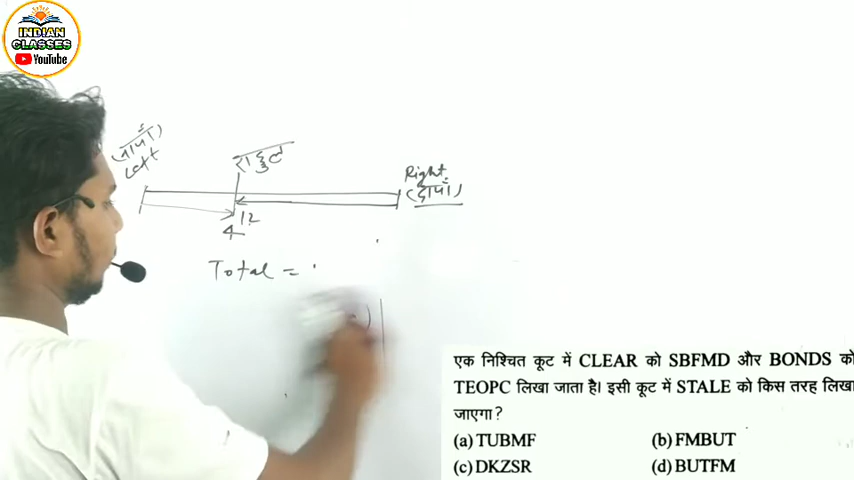 INDIAN
CLASSES
YouTube
(बायाँ)
Left
राहुल
Right
(दायाँ)
12
4
Total =
एक निश्चित कूट में CLEAR को SBFMD और BONDS को
TEOPC लिखा जाता है। इसी कूट में STALE को किस तरह लिखा
जाएगा?
(a) TUBMF (b) FMBUT
(c) DKZSR (d) BUTFM